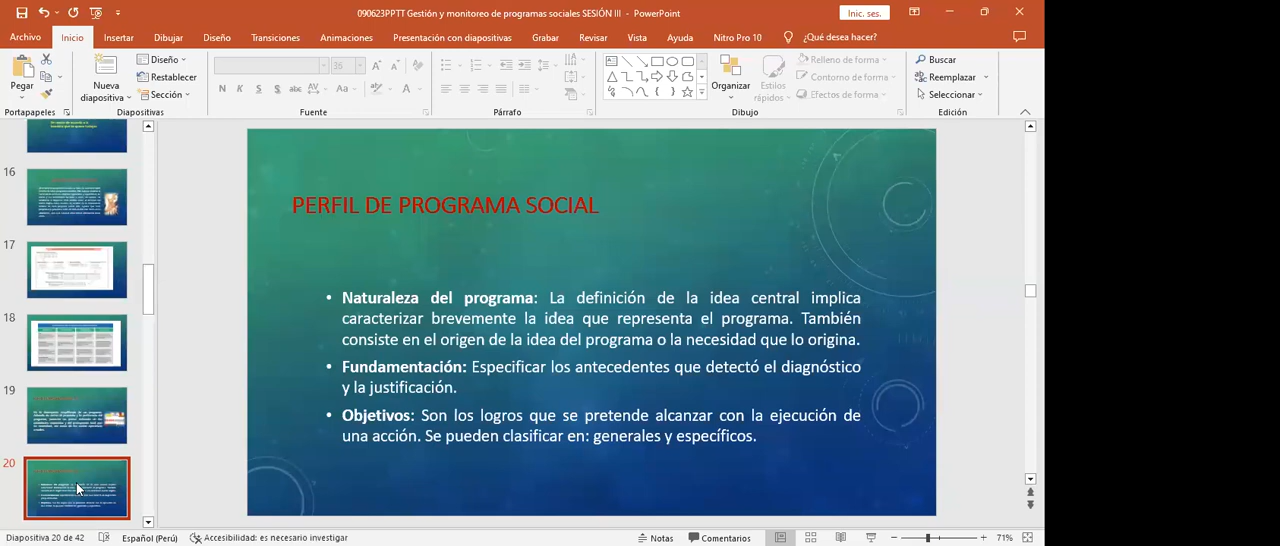 090623PPTT Gestión y monitoreo de programas sociales SESIÓN III - PowerPoint
Inic. ses.
Archivo Inicio Insertar Dibujar Diseño Transiciones Animaciones Presentación con diapositivas Grabar Revisar Vista Ayuda Nitro Pro 10 ¿Qué desea hacer?
Pegar
Nueva diapositiva
Diseño
Restablecer
Sección
36
N K S S abc AV Aa A
Organizar
Estilos rápidos
Relleno de forma
Contorno de forma
Efectos de forma
Buscar
Reemplazar
Seleccionar
Portapapeles Diapositivas Fuente Párrafo Dibujo Edición
16
17
18
19
20
PERFIL DE PROGRAMA SOCIAL
• Naturaleza del programa: La definición de la idea central implica
caracterizar brevemente la idea que representa el programa. También
consiste en el origen de la idea del programa o la necesidad que lo origina.
• Fundamentación: Especificar los antecedentes que detectó el diagnóstico
y la justificación.
• Objetivos: Son los logros que se pretende alcanzar con la ejecución de
una acción. Se pueden clasificar en: generales y específicos.
Diapositiva 20 de 42 Español (Perú) Accesibilidad: es necesario investigar Notas Comentarios 71%